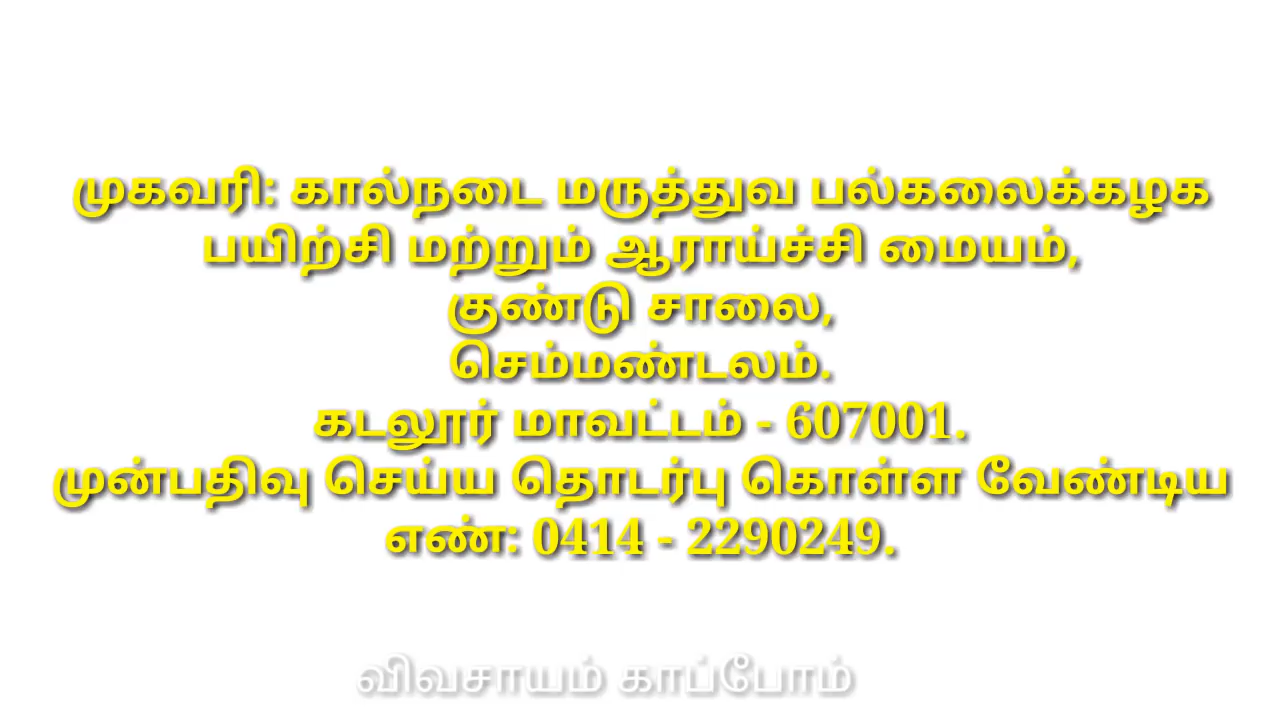 முகவரி: கால்நடை மருத்துவ பல்கலைக்கழக
பயிற்சி மற்றும் ஆராய்ச்சி மையம்,
குண்டு சாலை,
செம்மண்டலம்.
கடலூர் மாவட்டம் - 607001.
முன்பதிவு செய்ய தொடர்பு கொள்ள வேண்டிய
எண்: 0414 - 2290249.
விவசாயம் காப்போம்